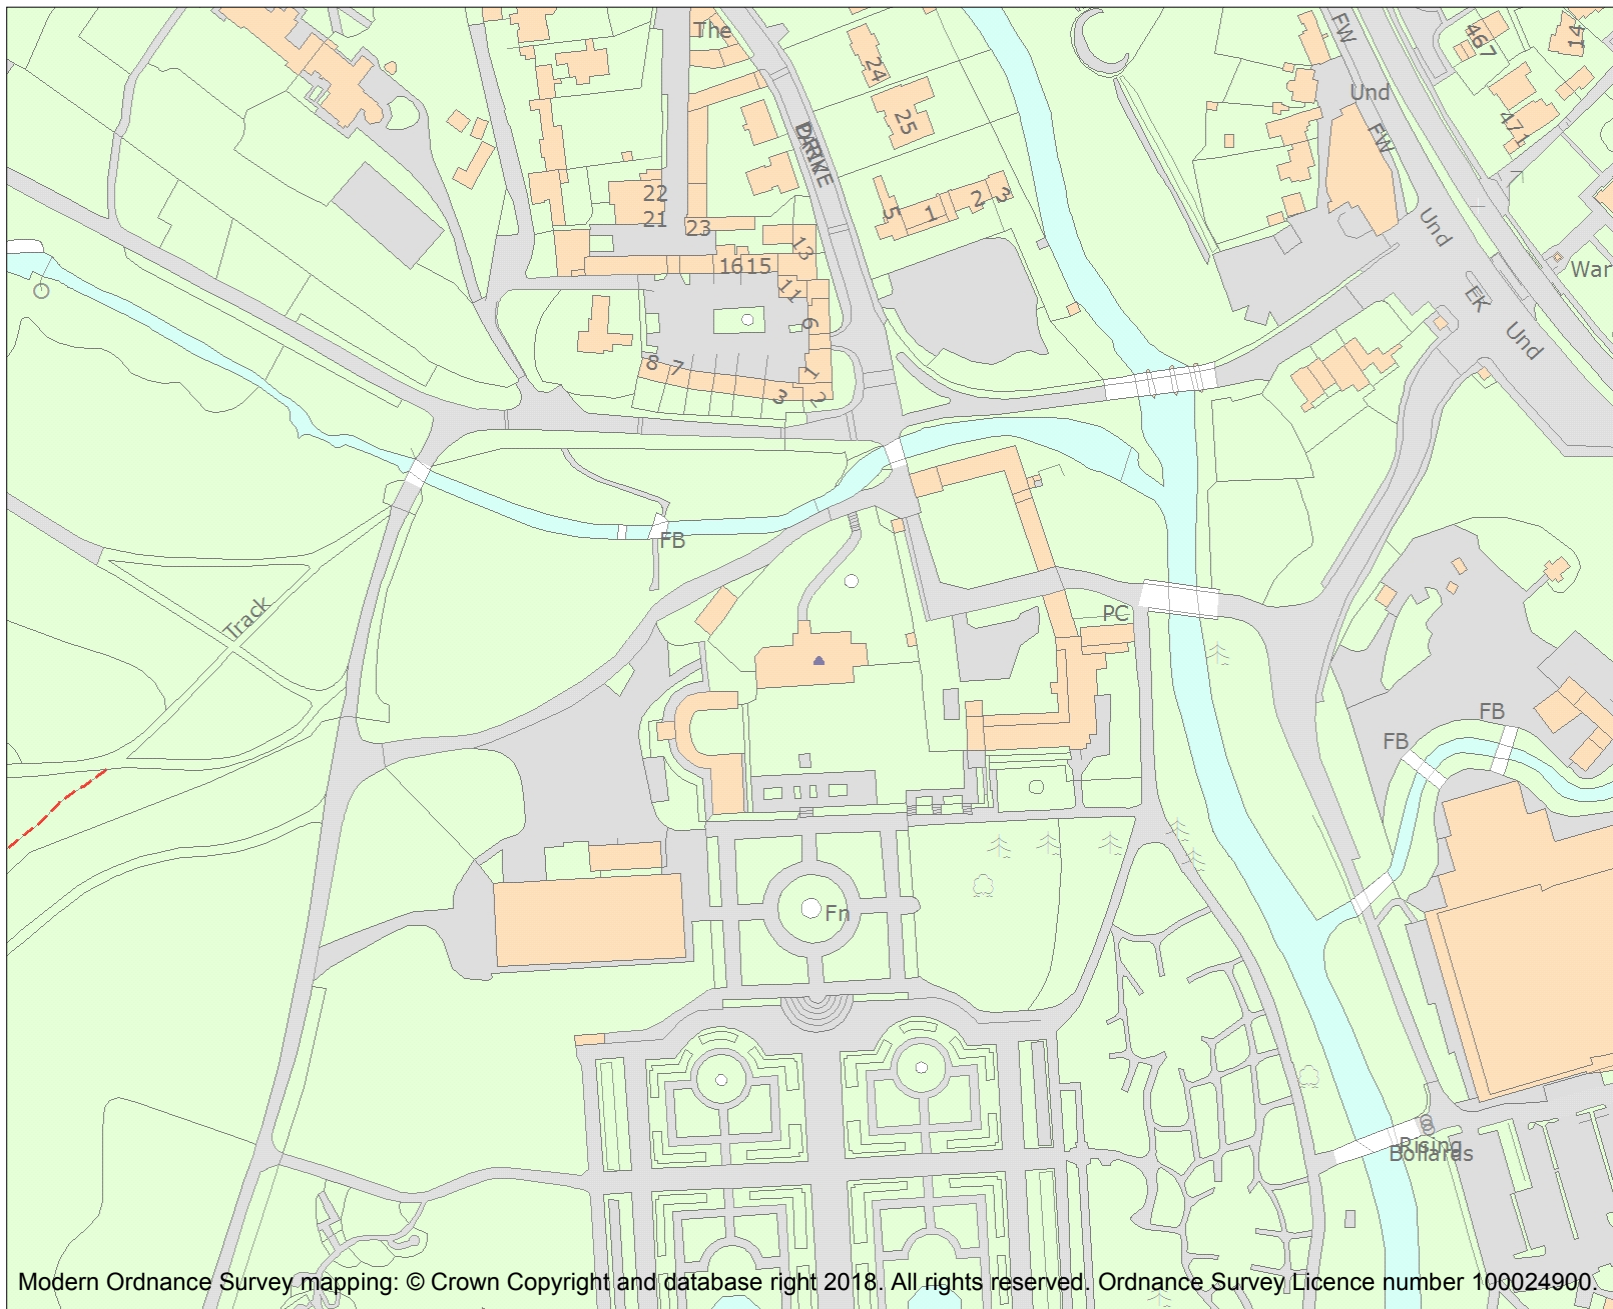 The
FW
467
14
24
Und
25
FW
471
DRIVE
22
21
5
1
2
3
23
13
Und
16
15
War
11
EK
6
Und
8
7
1
3
2
FB
Track
PC
FB
FB
Fn
Rising
Bollards
Modern Ordnance Survey mapping: © Crown Copyright and database right 2018. All rights reserved. Ordnance Survey Licence number 100024900.